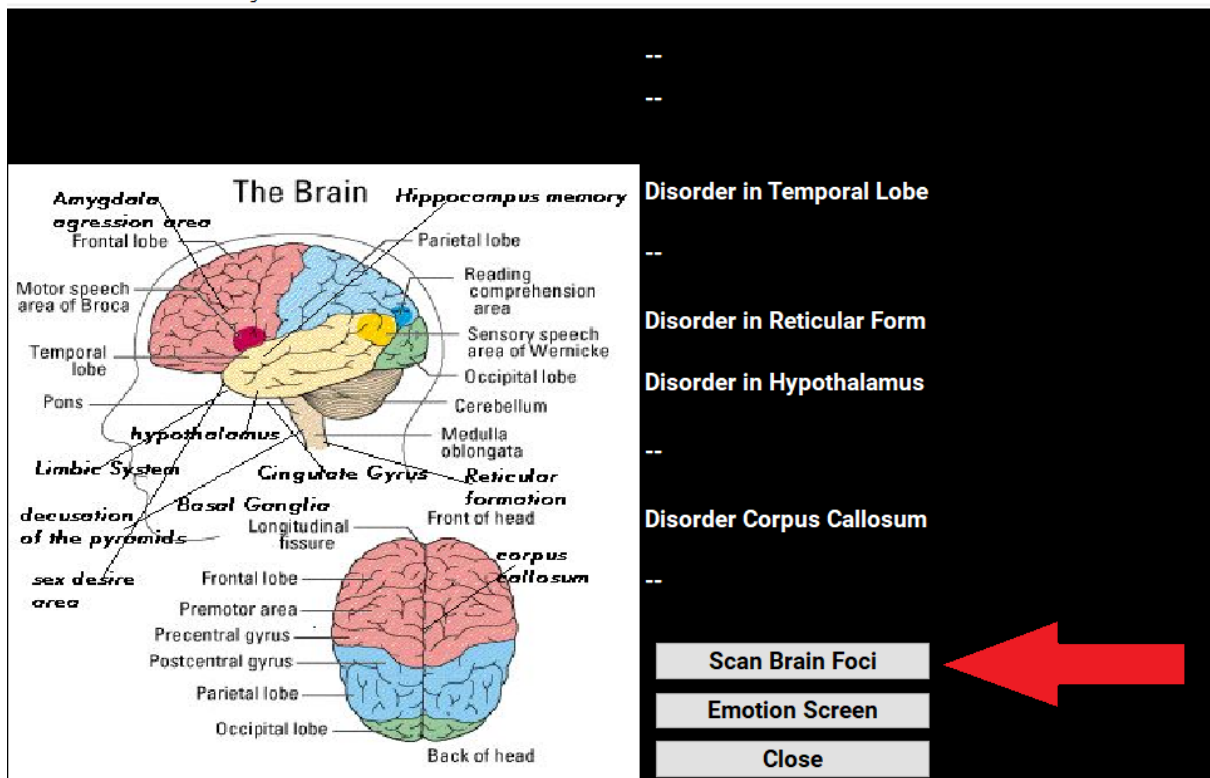 The Brain
Amygdala
agression area
Hippocampus memory
Frontal lobe
Parietal lobe
Motor speech
area of Broca
Reading
comprehension
area
Sensory speech
area of Wernicke
Temporal
lobe
Occipital lobe
Pons
Cerebellum
hypothalamus
Medulla
oblongata
Limbic System
Cingulate Gyrus
Reticular
formation
Basal Ganglia
decusation
of the pyramids
Front of head
Longitudinal
fissure
corpus
callosum
sex desire
area
Frontal lobe
Premotor area
Precentral gyrus
Postcentral gyrus
Parietal lobe
Occipital lobe
Back of head
--
--
Disorder in Temporal Lobe
--
Disorder in Reticular Form
Disorder in Hypothalamus
--
Disorder Corpus Callosum
--
Scan Brain Foci
Emotion Screen
Close